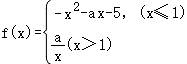 f(x)={-x²-ax-5, (x≤1)
a/x(x>1)